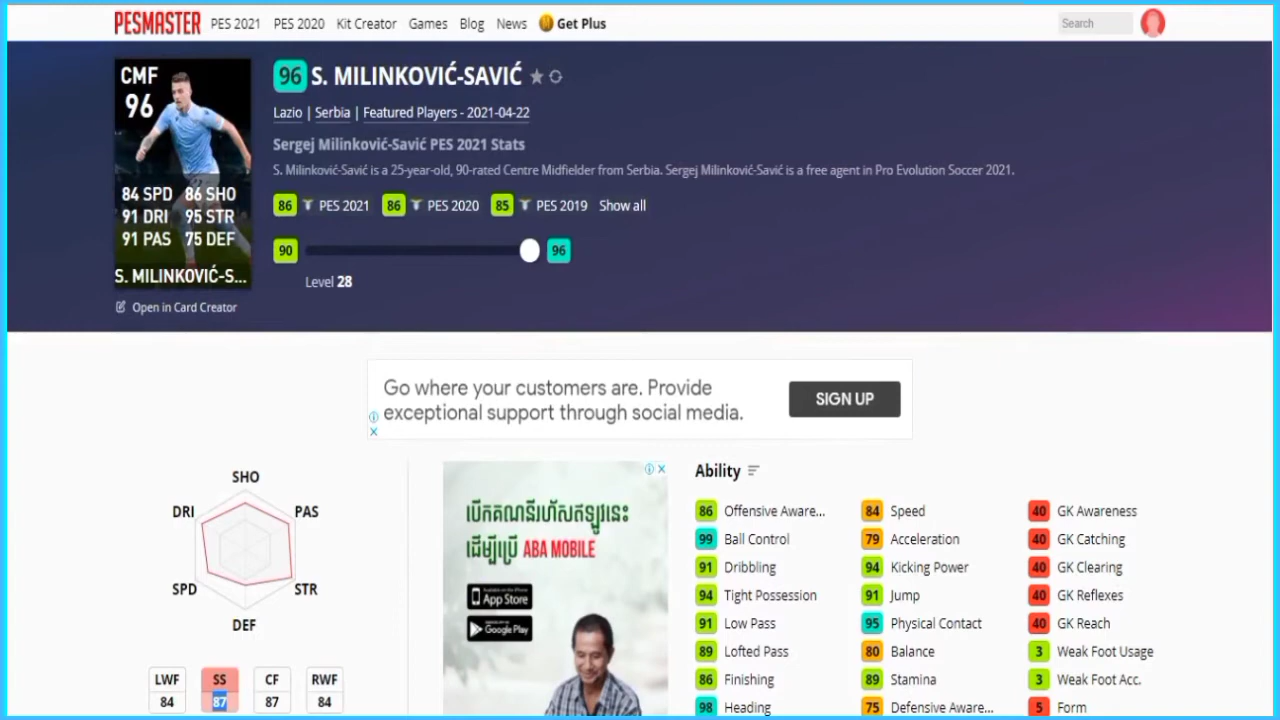 PESMASTER PES 2021 PES 2020 Kit Creator Games Blog News Get Plus Search
CMF
96
84 SPD 86 SHO
91 DRI 95 STR
91 PAS 75 DEF
S. MILINKOVIĆ-S...
Open in Card Creator
96 S. MILINKOVIĆ-SAVIĆ
Lazio | Serbia | Featured Players - 2021-04-22
Sergej Milinković-Savić PES 2021 Stats
S. Milinković-Savić is a 25-year-old, 90-rated Centre Midfielder from Serbia. Sergej Milinković-Savić is a free agent in Pro Evolution Soccer 2021.
86 PES 2021 86 PES 2020 85 PES 2019 Show all
90 96
Level 28
Go where your customers are. Provide
exceptional support through social media.
SIGN UP
SHO
DRI PAS
SPD STR
DEF
LWF SS CF RWF
84 87 87 84
បើកគណនីរហ័សឥឡូវនេះ
ដើម្បីប្រើ ABA MOBILE
Available on the iPhone
App Store
Google Play
Ability
86 Offensive Aware... 84 Speed 40 GK Awareness
99 Ball Control 79 Acceleration 40 GK Catching
91 Dribbling 94 Kicking Power 40 GK Clearing
94 Tight Possession 91 Jump 40 GK Reflexes
91 Low Pass 95 Physical Contact 40 GK Reach
89 Lofted Pass 80 Balance 3 Weak Foot Usage
86 Finishing 89 Stamina 3 Weak Foot Acc.
98 Heading 75 Defensive Aware... 5 Form